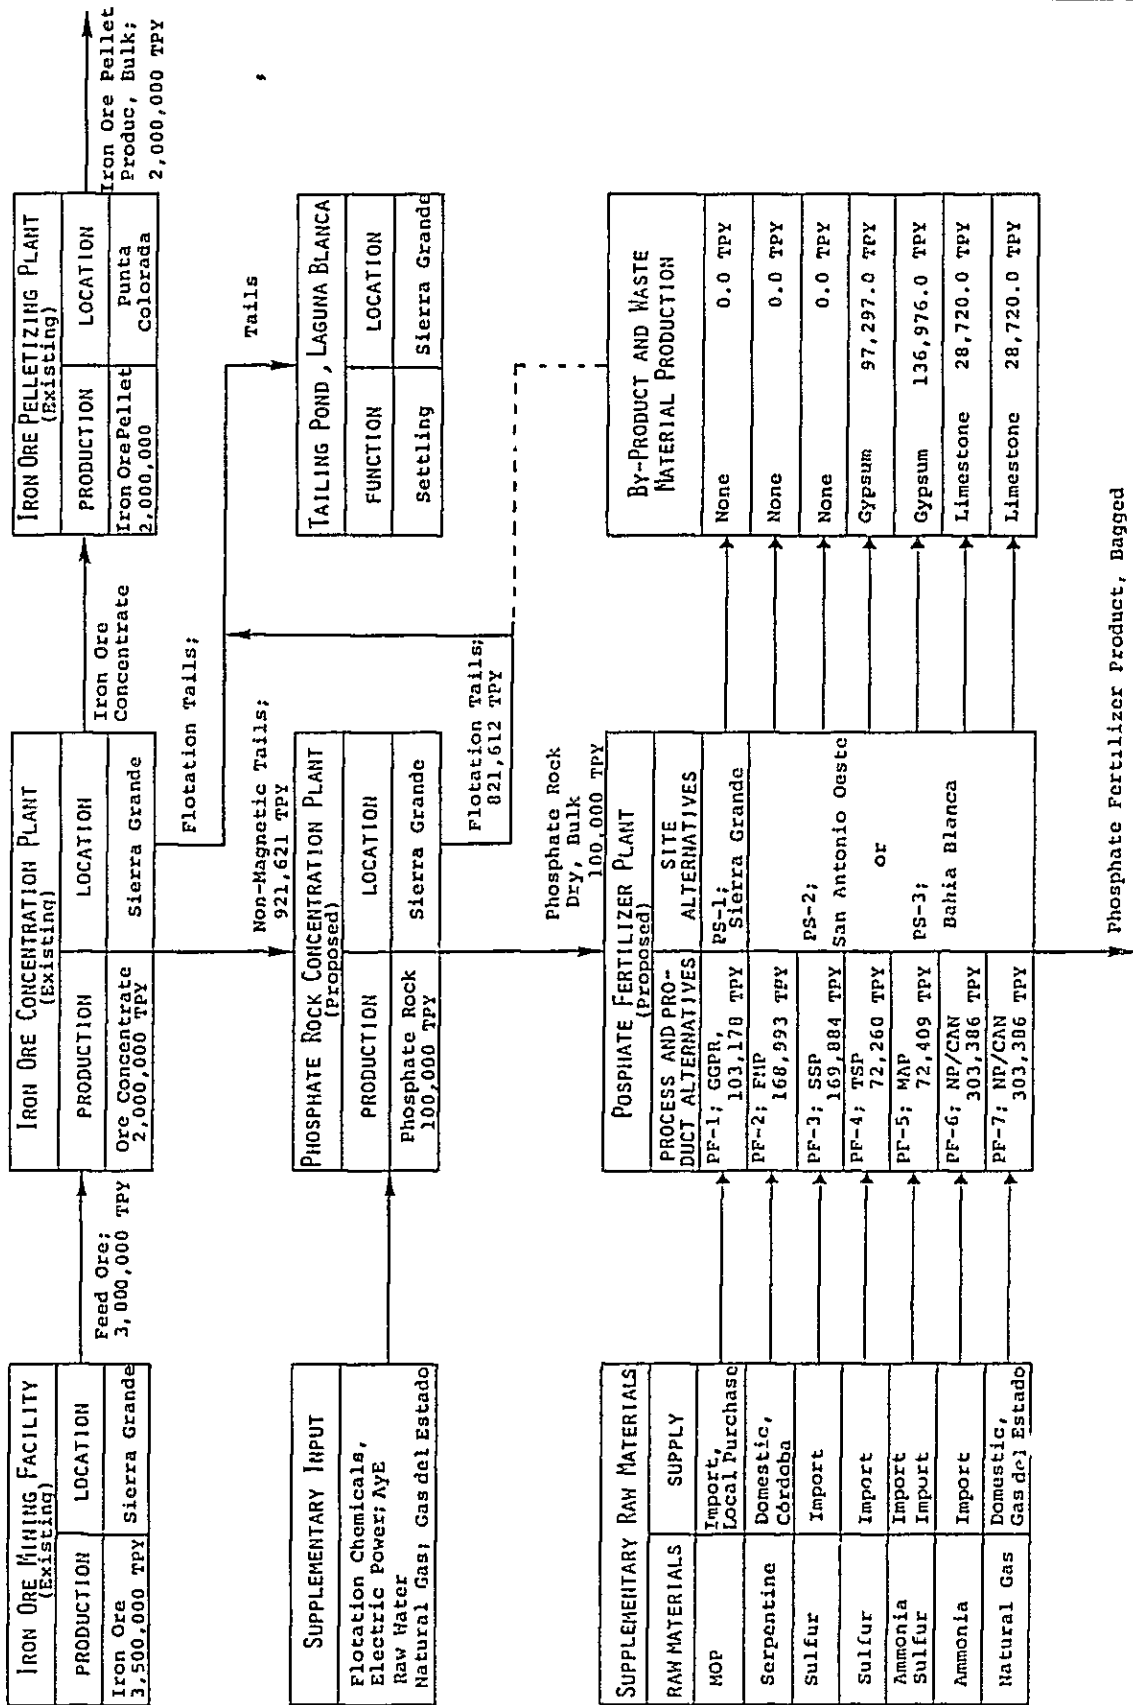 IRON ORE MINING FACILITY
(Existing)
PRODUCTION
LOCATION
Iron Ore
3,500,000 TPY
Sierra Grande
Feed Ore;
3,000,000 TPY
IRON ORE CONCENTRATION PLANT
(Existing)
PRODUCTION
LOCATION
Ore Concentrate
2,000,000 TPY
Sierra Grande
Iron Ore
Concentrate
IRON ORE PELLETIZING PLANT
(Existing)
PRODUCTION
LOCATION
Iron OrePellet
2,000,000
Punta
Colorada
Iron Ore Pellet
Produc, Bulk;
2,000,000 TPY
Flotation Tails;
Tails
Non-Magnetic Tails;
921,621 TPY
SUPPLEMENTARY INPUT
Flotation Chemicals,
Electric Power; AyE
Raw Water
Natural Gas; Gas del Estado
PHOSPHATE ROCK CONCENTRATION PLANT
(Proposed)
PRODUCTION
LOCATION
Phosphate Rock
100,000 TPY
Sierra Grande
TAILING POND, LAGUNA BLANCA
FUNCTION
LOCATION
Settling
Sierra Grande
Flotation Tails;
821,612 TPY
Phosphate Rock
Dry, Bulk
100,000 TPY
SUPPLEMENTARY RAW MATERIALS
RAW MATERIALS
SUPPLY
MOP
Import,
Local Purchase
Serpentine
Domestic,
Córdoba
Sulfur
Import
Sulfur
Import
Ammonia
Sulfur
Import
Import
Ammonia
Import
Natural Gas
Domestic,
Gas del Estado
POSPHATE FERTILIZER PLANT
(Proposed)
PROCESS AND PRO-
DUCT ALTERNATIVES
SITE
ALTERNATIVES
PF-1; GGPR,
103,178 TPY
PF-2; FMP
168,993 TPY
PF-3; SSP
169,884 TPY
PF-4; TSP
72,260 TPY
PF-5; MAP
72,409 TPY
PF-6; NP/CAN
303,386 TPY
PF-7; NP/CAN
303,386 TPY
PS-1;
Sierra Grande
PS-2;
San Antonio Oeste
or
PS-3;
Bahia Blanca
BY-PRODUCT AND WASTE
MATERIAL PRODUCTION
None 0.0 TPY
None 0.0 TPY
None 0.0 TPY
Gypsum 97,297.0 TPY
Gypsum 136,976.0 TPY
Limestone 28,720.0 TPY
Limestone 28,720.0 TPY
Phosphate Fertilizer Product, Bagged